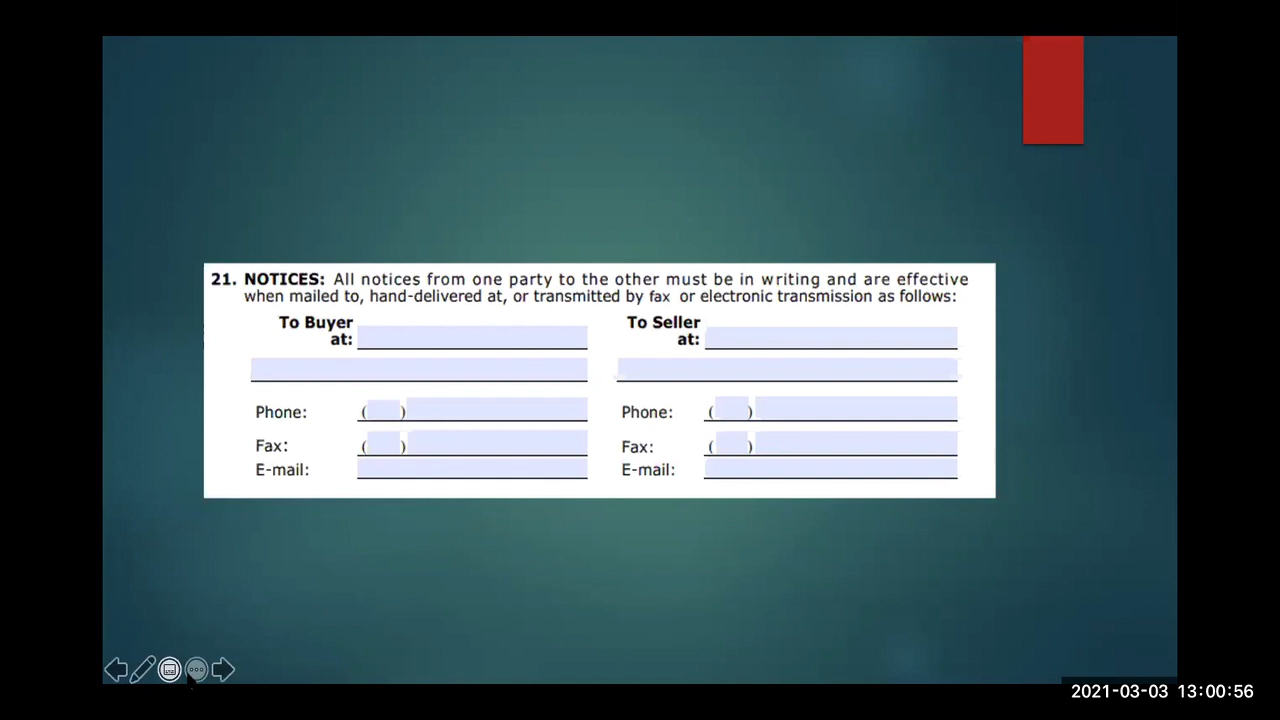 21. NOTICES: All notices from one party to the other must be in writing and are effective
when mailed to, hand-delivered at, or transmitted by fax or electronic transmission as follows:
To Buyer
at:
Phone: ( )
Fax: ( )
E-mail:
To Seller
at:
Phone: ( )
Fax: ( )
E-mail:
2021-03-03 13:00:56